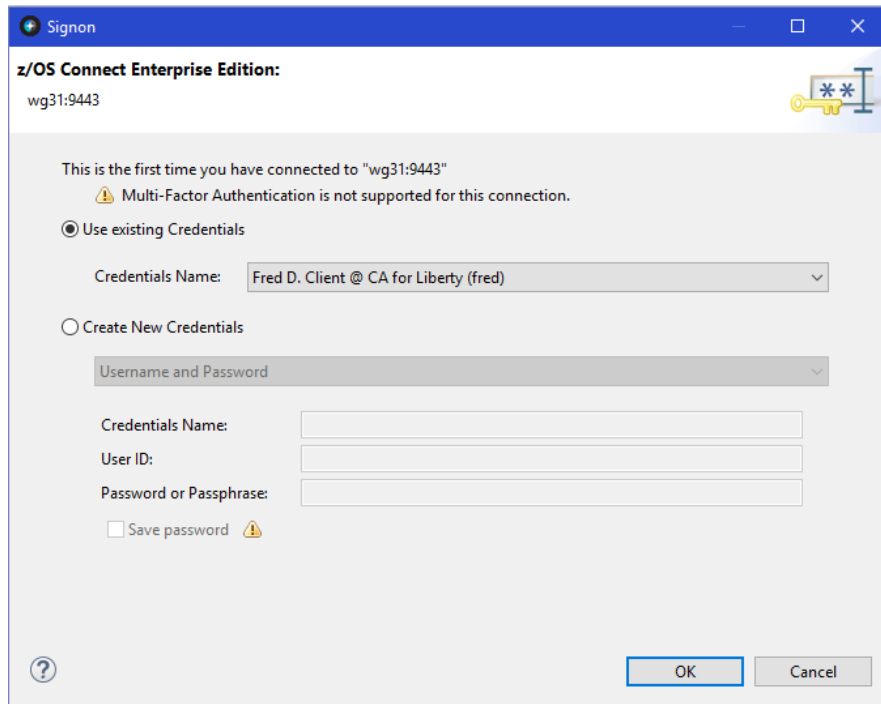 Signon
z/OS Connect Enterprise Edition:
wg31:9443
**
This is the first time you have connected to "wg31:9443"
Multi-Factor Authentication is not supported for this connection.
Use existing Credentials
Credentials Name: Fred D. Client @ CA for Liberty (fred)
Create New Credentials
Username and Password
Credentials Name:
User ID:
Password or Passphrase:
Save password
OK Cancel